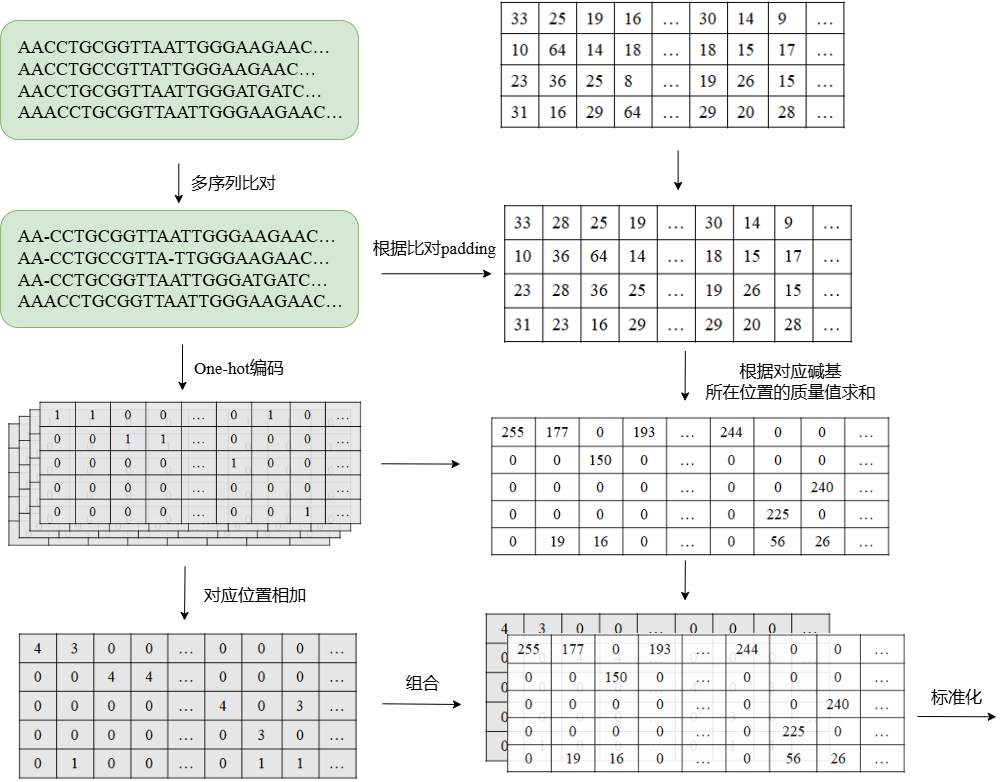 AACCTGCGGTTAATTGGGAAGAAC…
AACCTGCCGTTATTGGGAAGAAC…
AACCTGCGGTTAATTGGGATGATC…
AAACCTGCGGTTAATTGGGAAGAAC…
33 25 19 16 … 30 14 9 …
10 64 14 18 … 18 15 17 …
23 36 25 8 … 19 26 15 …
31 16 29 64 … 29 20 28 …
多序列比对
AA-CCTGCGGTTAATTGGGAAGAAC…
AA-CCTGCCGTTA-TTGGGAAGAAC…
AA-CCTGCGGTTAATTGGGATGATC…
AAACCTGCGGTTAATTGGGAAGAAC…
根据比对padding
33 28 25 19 … 30 14 9 …
10 36 64 14 … 18 15 17 …
23 28 36 25 … 19 26 15 …
31 23 16 29 … 29 20 28 …
One-hot编码
根据对应碱基
所在位置的质量值求和
1 1 0 0 … 0 1 0 …
0 0 1 1 … 0 0 0 …
0 0 0 0 … 1 0 0 …
0 0 0 0 … 0 0 0 …
0 0 0 0 … 0 0 1 …
255 177 0 193 … 244 0 0 …
0 0 150 0 … 0 0 0 …
0 0 0 0 … 0 0 240 …
0 0 0 0 … 0 225 0 …
0 19 16 0 … 0 56 26 …
对应位置相加
4 3 0 0 … 0 0 0 …
0 0 4 4 … 0 0 0 …
0 0 0 0 … 4 0 3 …
0 0 0 0 … 0 3 0 …
0 1 0 0 … 0 1 1 …
组合
4 3 0 0 … 0 0 0 …
255 177 0 193 … 244 0 0 …
0 0 150 0 … 0 0 0 …
0 0 0 0 … 0 0 240 …
0 0 0 0 … 0 225 0 …
0 19 16 0 … 0 56 26 …
标准化